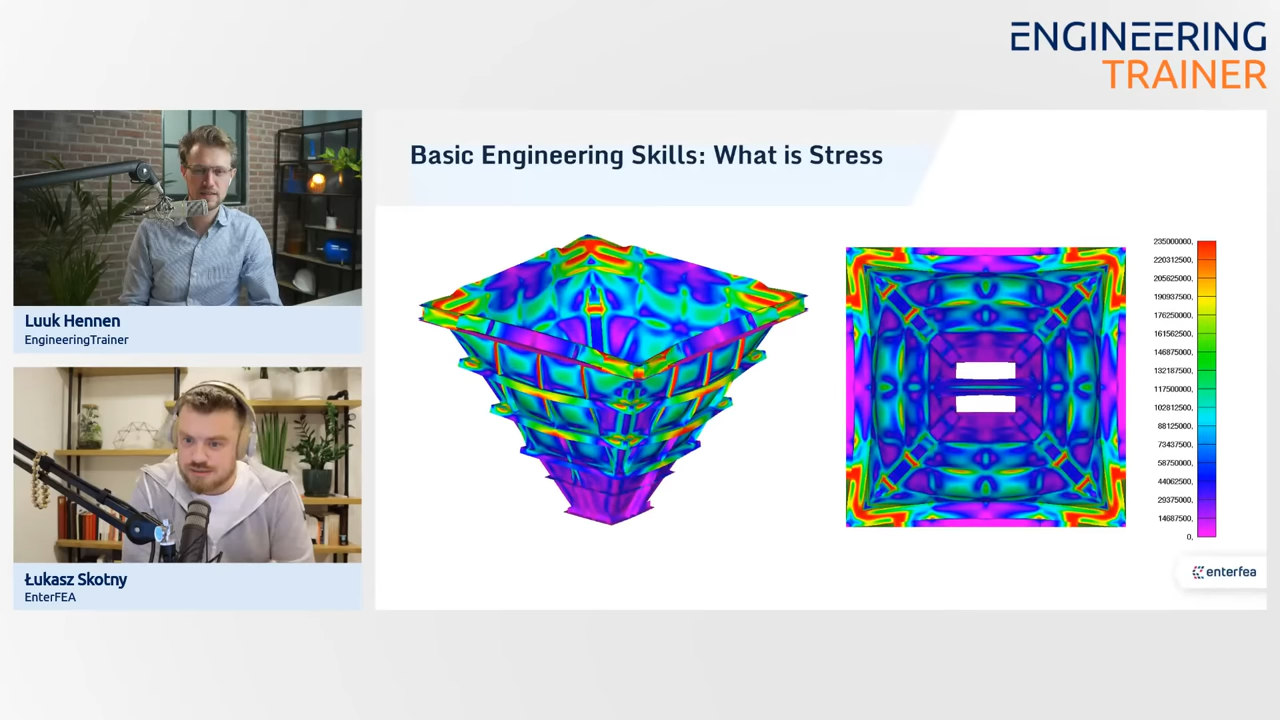 ENGINEERING
TRAINER
Basic Engineering Skills: What is Stress
Luuk Hennen
EngineeringTrainer
Łukasz Skotny
EnterFEA
235000000,
220312500,
205625000,
190937500,
176250000,
161562500,
146875000,
132187500,
117500000,
102812500,
88125000,
73437500,
58750000,
44062500,
29375000,
14687500,
0,
enterfea